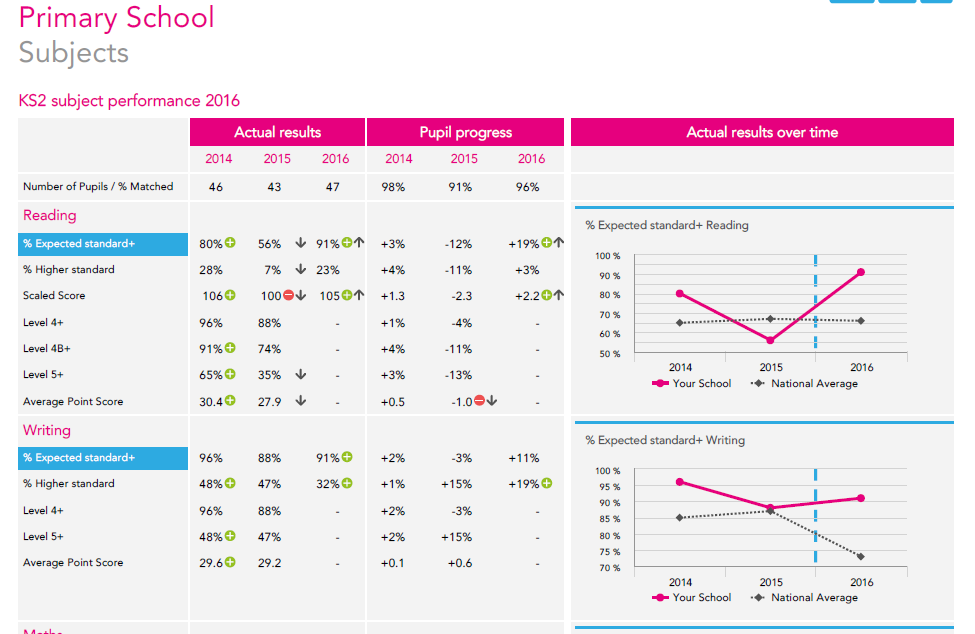 Primary School
Subjects
KS2 subject performance 2016
Actual results Pupil progress Actual results over time
2014 2015 2016 2014 2015 2016
Number of Pupils / % Matched 46 43 47 98% 91% 96%
Reading
% Expected standard+ 80% 56% 91% +3% -12% +19%
% Higher standard 28% 7% 23% +4% -11% +3%
Scaled Score 106 100 105 +1.3 -2.3 +2.2
Level 4+ 96% 88% - +1% -4% -
Level 4B+ 91% 74% - +4% -11% -
Level 5+ 65% 35% - +3% -13% -
Average Point Score 30.4 27.9 - +0.5 -1.0 -
% Expected standard+ Reading
100 %
90 %
80 %
70 %
60 %
50 %
2014 2015 2016
Your School National Average
Writing
% Expected standard+ 96% 88% 91% +2% -3% +11%
% Higher standard 48% 47% 32% +1% +15% +19%
Level 4+ 96% 88% - +2% -3% -
Level 5+ 48% 47% - +2% +15% -
Average Point Score 29.6 29.2 - +0.1 +0.6 -
% Expected standard+ Writing
100 %
95 %
90 %
85 %
80 %
75 %
70 %
2014 2015 2016
Your School National Average